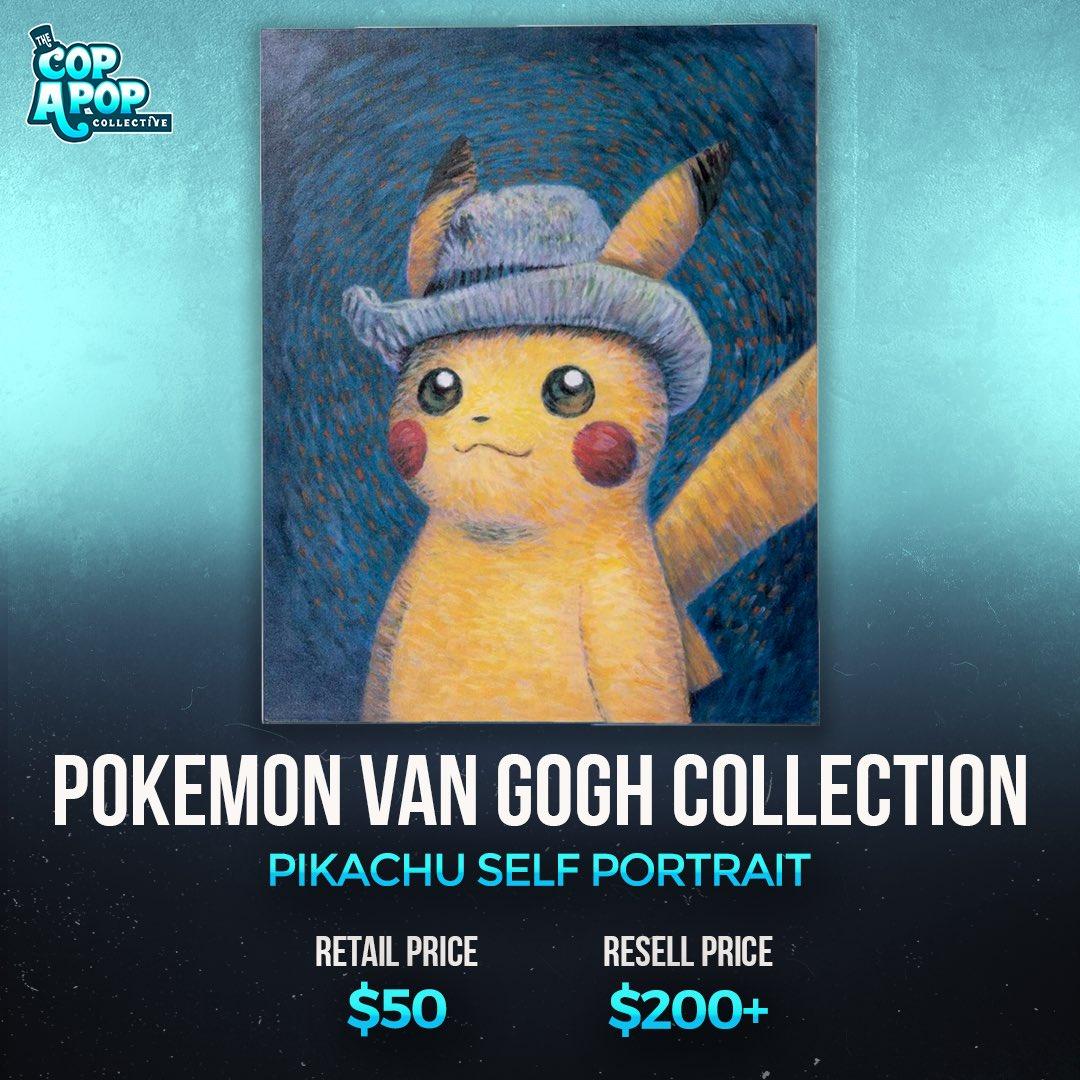 THE
COP
A POP
COLLECTIVE
POKEMON VAN GOGH COLLECTION
PIKACHU SELF PORTRAIT
RETAIL PRICE RESELL PRICE
$50 $200+